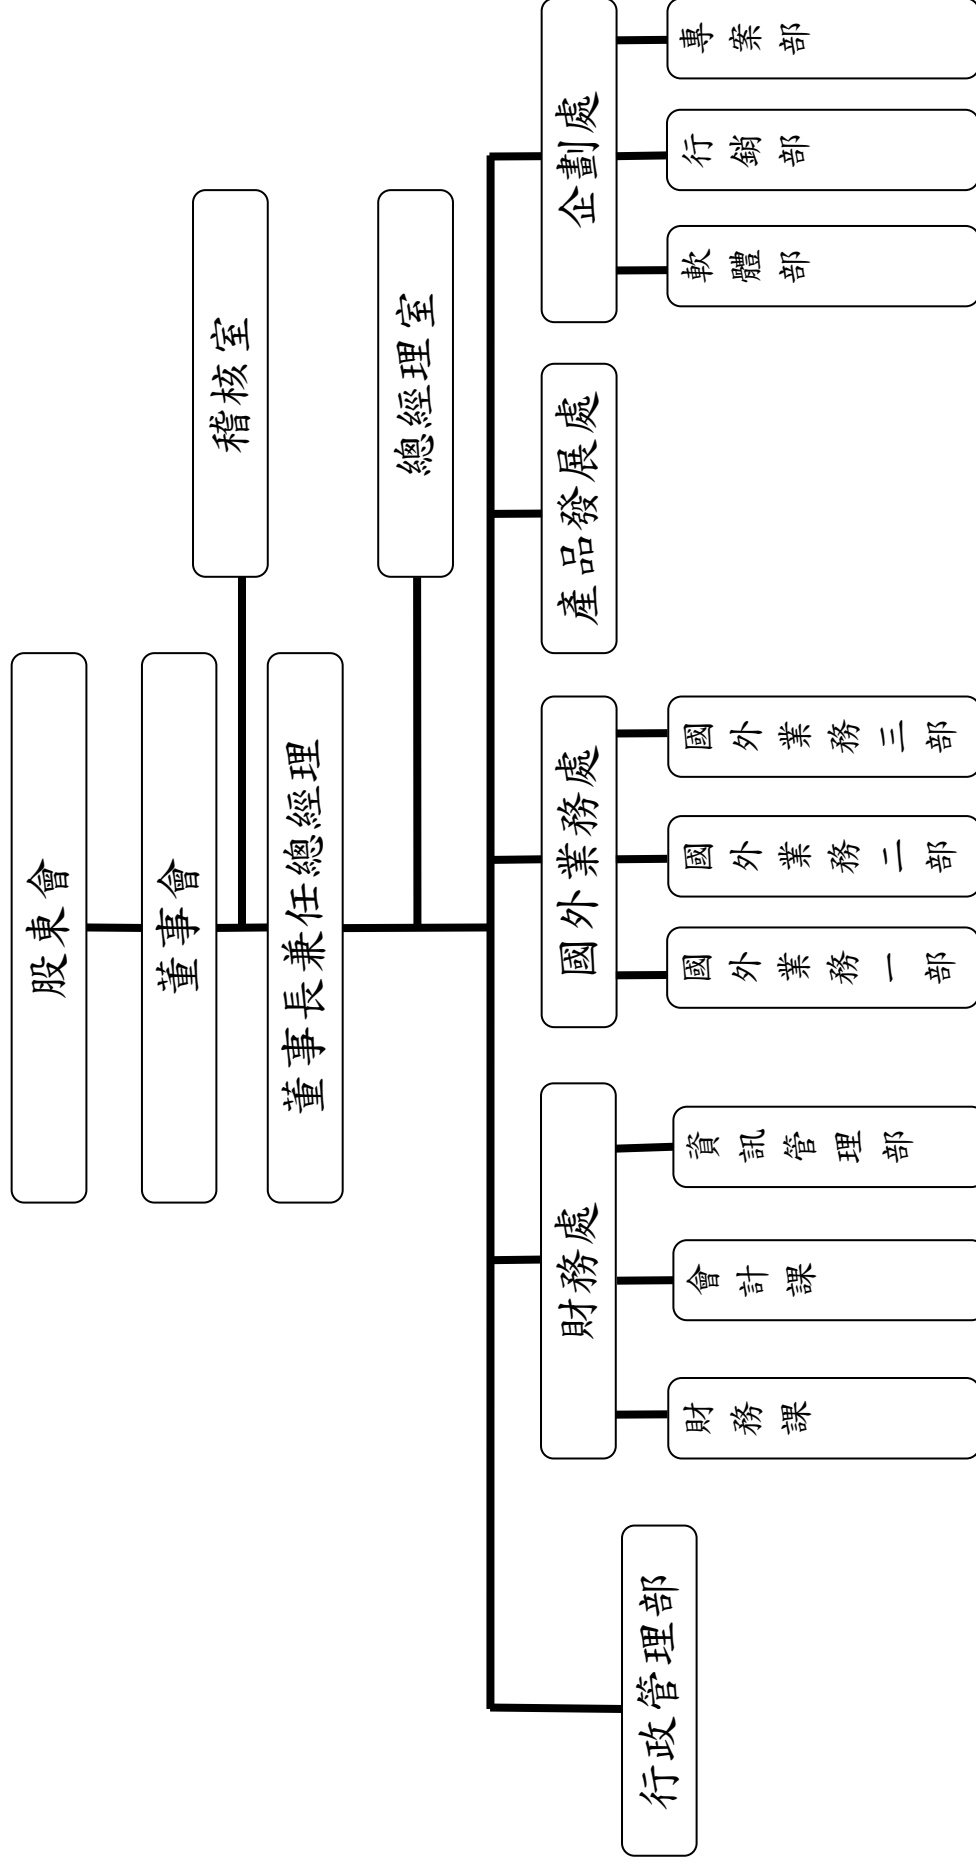 股東會
董事會
稽核室
董事長兼任總經理
總經理室
行政管理部
財務處
國外業務處
產品發展處
企劃處
財務課
會計課
資訊管理部
國外業務一部
國外業務二部
國外業務三部
軟體部
行銷部
專案部